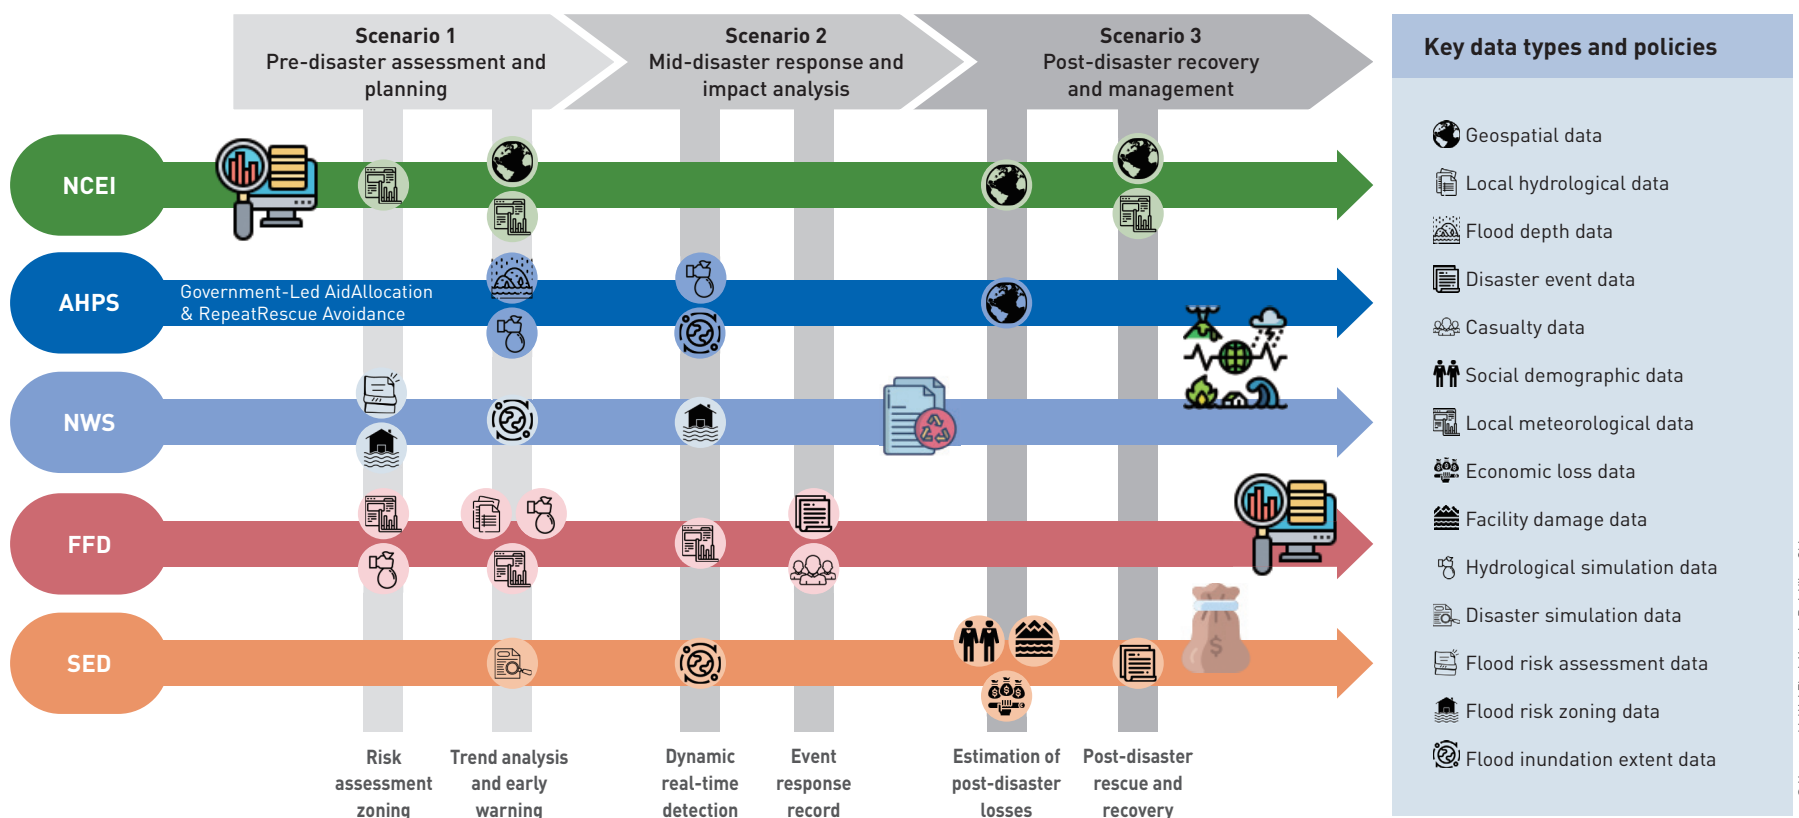 Scenario 1
Pre-disaster assessment and
planning
Scenario 2
Mid-disaster response and
impact analysis
Scenario 3
Post-disaster recovery
and management
Key data types and policies
NCEI
AHPS
Government-Led AidAllocation
& RepeatRescue Avoidance
NWS
FFD
SED
Risk
assessment
zoning
Trend analysis
and early
warning
Dynamic
real-time
detection
Event
response
record
Estimation of
post-disaster
losses
Post-disaster
rescue and
recovery
Geospatial data
Local hydrological data
Flood depth data
Disaster event data
Casualty data
Social demographic data
Local meteorological data
Economic loss data
Facility damage data
Hydrological simulation data
Disaster simulation data
Flood risk assessment data
Flood risk zoning data
Flood inundation extent data